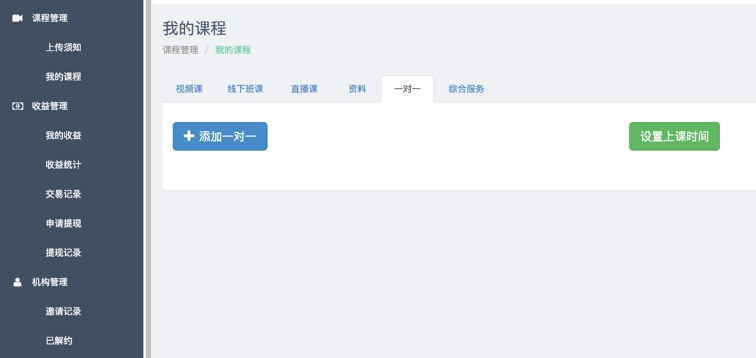 课程管理
上传须知
我的课程
收益管理
我的收益
收益统计
交易记录
申请提现
提现记录
机构管理
邀请记录
已解约
我的课程
课程管理 / 我的课程
视频课 线下班课 直播课 资料 一对一 综合服务
添加一对一 设置上课时间